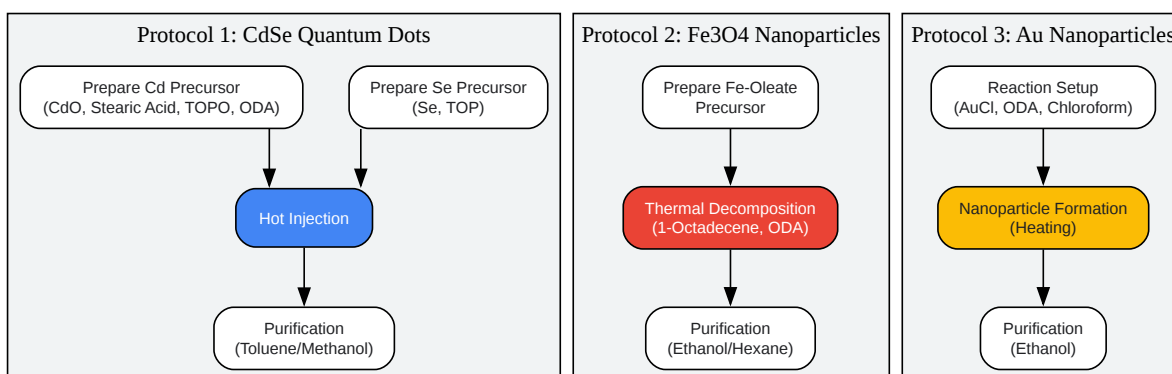 Protocol 1: CdSe Quantum Dots
Prepare Cd Precursor
(CdO, Stearic Acid, TOPO, ODA)
Prepare Se Precursor
(Se, TOP)
Hot Injection
Purification
(Toluene/Methanol)
Protocol 2: Fe3O4 Nanoparticles
Prepare Fe-Oleate
Precursor
Thermal Decomposition
(1-Octadecene, ODA)
Purification
(Ethanol/Hexane)
Protocol 3: Au Nanoparticles
Reaction Setup
(AuCl, ODA, Chloroform)
Nanoparticle Formation
(Heating)
Purification
(Ethanol)